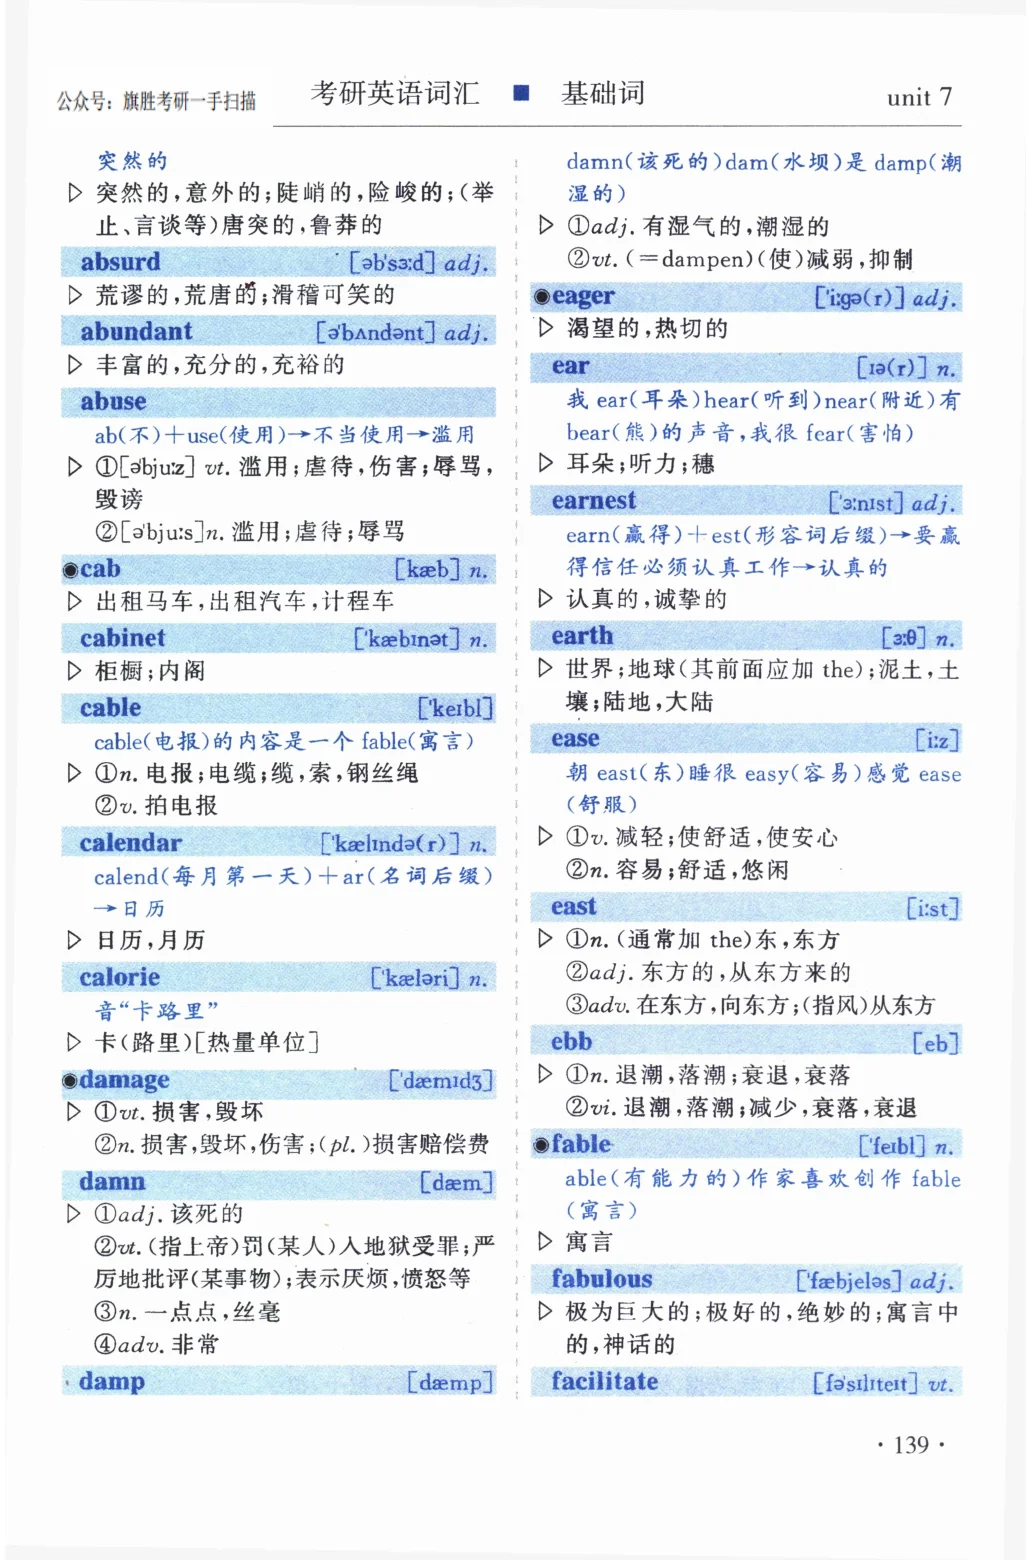 公众号：旗胜考研一手扫描
考研英语词汇 ■ 基础词
unit 7
突然的
▷ 突然的,意外的;陡峭的,险峻的;(举
止、言谈等)唐突的,鲁莽的
absurd [əb'sɜːd] adj.
▷ 荒谬的,荒唐的;滑稽可笑的
abundant [ə'bʌndənt] adj.
▷ 丰富的,充分的,充裕的
abuse
ab(不)+use(使用)→不当使用→滥用
▷ ①[əbjuːz] vt. 滥用;虐待,伤害;辱骂,
毁谤
②[ə'bjuːs]n. 滥用;虐待;辱骂
◉cab [kæb] n.
▷ 出租马车,出租汽车,计程车
cabinet ['kæbɪnət] n.
▷ 柜橱;内阁
cable ['keɪbl]
cable(电报)的内容是一个 fable(寓言)
▷ ①n. 电报;电缆;缆,索,钢丝绳
②v. 拍电报
calendar ['kælɪndə(r)] n.
calend(每月第一天)+ar(名词后缀)
→日历
▷ 日历,月历
calorie ['kæləri] n.
音“卡路里”
▷ 卡(路里)[热量单位]
◉damage ['dæmɪdʒ]
▷ ①vt. 损害,毁坏
②n. 损害,毁坏,伤害;(pl.)损害赔偿费
damn [dæm]
▷ ①adj. 该死的
②vt. (指上帝)罚(某人)入地狱受罪;严
厉地批评(某事物);表示厌烦,愤怒等
③n. 一点点,丝毫
④adv. 非常
damp [dæmp]
damn(该死的)dam(水坝)是 damp(潮
湿的)
▷ ①adj. 有湿气的,潮湿的
②vt. (=dampen)(使)减弱,抑制
◉eager ['iːgə(r)] adj.
▷ 渴望的,热切的
ear [ɪə(r)] n.
我 ear(耳朵)hear(听到)near(附近)有
bear(熊)的声音,我很 fear(害怕)
▷ 耳朵;听力;穗
earnest ['ɜːnɪst] adj.
earn(赢得)+est(形容词后缀)→要赢
得信任必须认真工作→认真的
▷ 认真的,诚挚的
earth [ɜːθ] n.
▷ 世界;地球(其前面应加 the);泥土,土
壤;陆地,大陆
ease [iːz]
朝 east(东)睡很 easy(容易)感觉 ease
(舒服)
▷ ①v. 减轻;使舒适,使安心
②n. 容易;舒适,悠闲
east [iːst]
▷ ①n. (通常加 the)东,东方
②adj. 东方的,从东方来的
③adv. 在东方,向东方;(指风)从东方
ebb [eb]
▷ ①n. 退潮,落潮;衰退,衰落
②vi. 退潮,落潮;减少,衰落,衰退
◉fable ['feɪbl] n.
able(有能力的)作家喜欢创作 fable
(寓言)
▷ 寓言
fabulous ['fæbjeləs] adj.
▷ 极为巨大的;极好的,绝妙的;寓言中
的,神话的
facilitate [fə'sɪlɪteɪt] vt.
· 139 ·